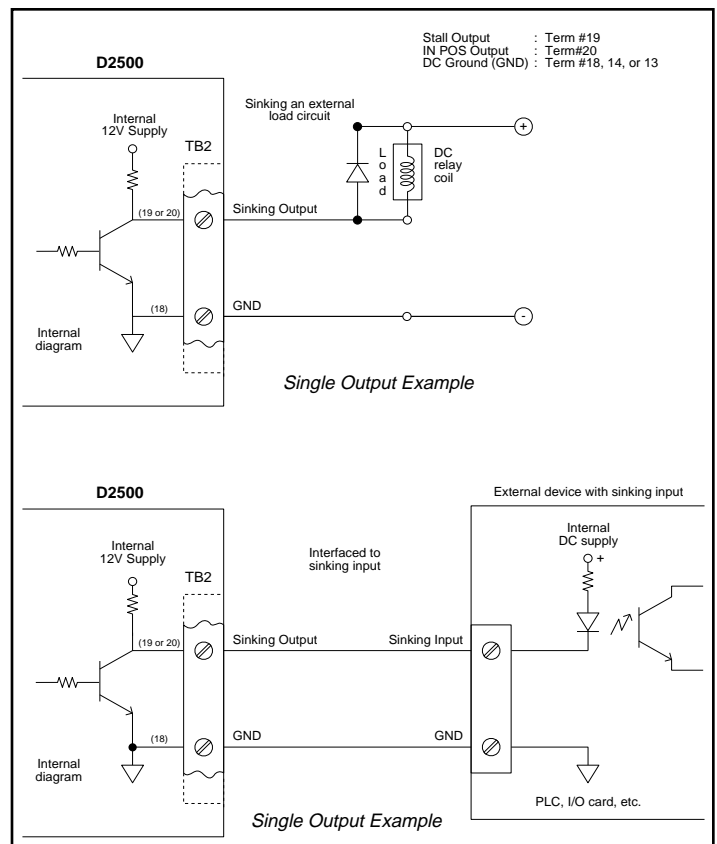 Stall Output : Term #19
IN POS Output : Term#20
DC Ground (GND) : Term #18, 14, or 13
D2500
Internal
12V Supply
TB2
Sinking an external
load circuit
+
Load
DC
relay
coil
(19 or 20)
Sinking Output
(18)
GND
-
Internal
diagram
Single Output Example
D2500
External device with sinking input
Internal
12V Supply
TB2
Interfaced to
sinking input
Internal
DC supply
+
(19 or 20)
Sinking Output
Sinking Input
(18)
GND
GND
Internal
diagram
PLC, I/O card, etc.
Single Output Example